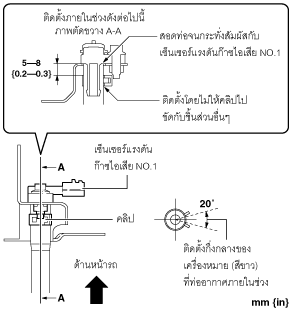 ติดตั้งภายในช่วงดังต่อไปนี้
ภาพตัดขวาง A-A
สอดท่อจนกระทั่งสัมผัสกับ
เซ็นเซอร์แรงดันก๊าซไอเสีย NO.1
5—8
{0.2—0.3}
ติดตั้งโดยไม่ให้คลิปไป
ขัดกับชิ้นส่วนอื่นๆ
A
เซ็นเซอร์แรงดัน
ก๊าซไอเสีย NO.1
คลิป
20°
ติดตั้งกึ่งกลางของ
เครื่องหมาย (สีขาว)
ที่ท่ออากาศภายในช่วง
ด้านหน้ารถ
A
mm {in}